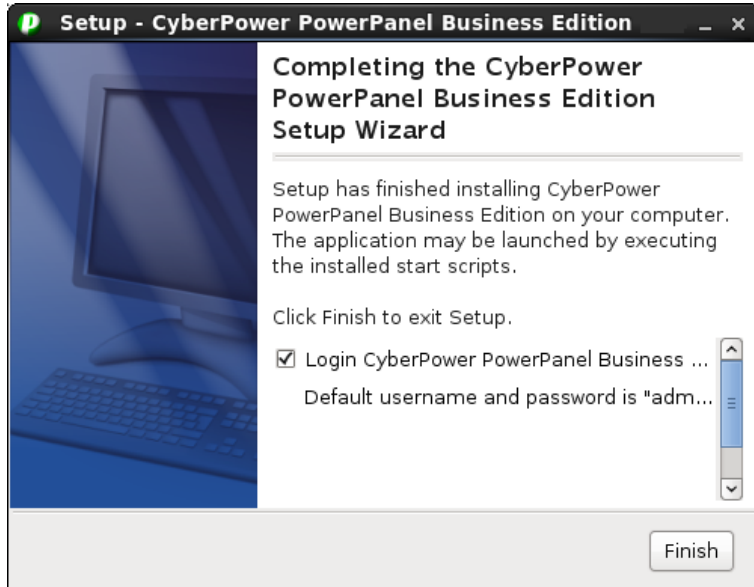 Setup - CyberPower PowerPanel Business Edition
Completing the CyberPower
PowerPanel Business Edition
Setup Wizard
Setup has finished installing CyberPower
PowerPanel Business Edition on your computer.
The application may be launched by executing
the installed start scripts.
Click Finish to exit Setup.
Login CyberPower PowerPanel Business ...
Default username and password is "adm...
Finish